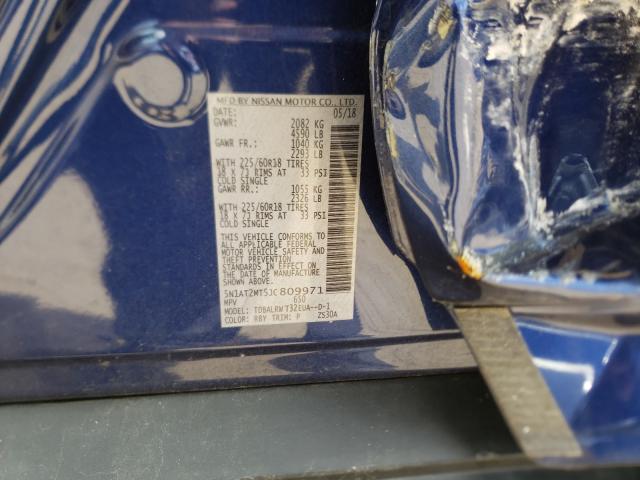 MFD BY NISSAN MOTOR CO., LTD.
DATE: 05/18
GVWR: 2082 KG
4590 LB
GAWR FR.: 1040 KG
2293 LB
WITH 225/60R18 TIRES
18 X 7J RIMS AT 33 PSI
COLD SINGLE
GAWR RR.: 1055 KG
2326 LB
WITH 225/60R18 TIRES
18 X 7J RIMS AT 33 PSI
COLD SINGLE
THIS VEHICLE CONFORMS TO
ALL APPLICABLE FEDERAL
MOTOR VEHICLE SAFETY AND
THEFT PREVENTION
STANDARDS IN EFFECT ON
THE DATE OF MANUFACTURE
SHOWN ABOVE.
5N1AT2MT5JC809971
MPV 650
MODEL: TDBALRWT32EUA--D-1
COLOR: RBY TRIM: P ZS30A